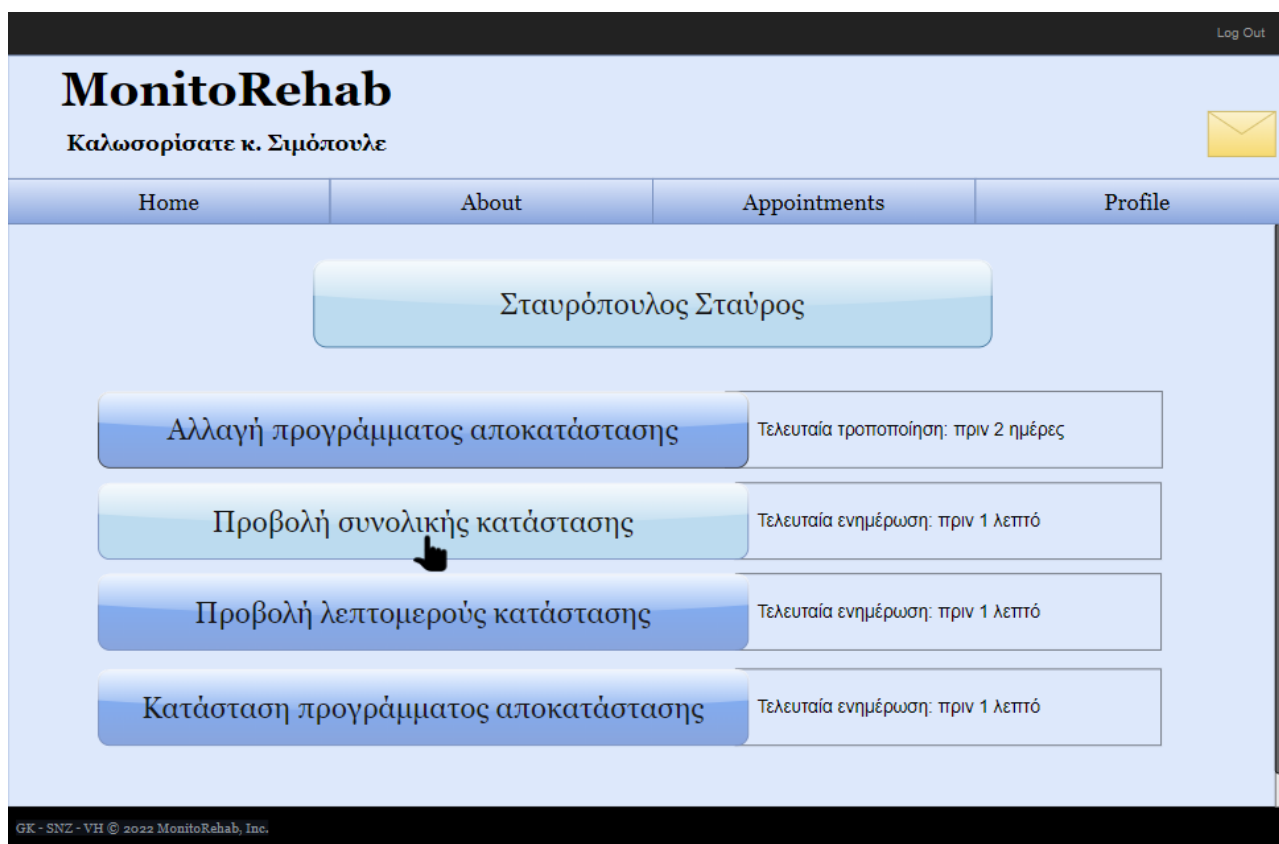 Log Out
MonitoRehab
Καλωσορίσατε κ. Σιμόπουλε
Home About Appointments Profile
Σταυρόπουλος Σταύρος
Αλλαγή προγράμματος αποκατάστασης Τελευταία τροποποίηση: πριν 2 ημέρες
Προβολή συνολικής κατάστασης Τελευταία ενημέρωση: πριν 1 λεπτό
Προβολή λεπτομερούς κατάστασης Τελευταία ενημέρωση: πριν 1 λεπτό
Κατάσταση προγράμματος αποκατάστασης Τελευταία ενημέρωση: πριν 1 λεπτό
GK - SNZ - VH © 2022 MonitoRehab, Inc.